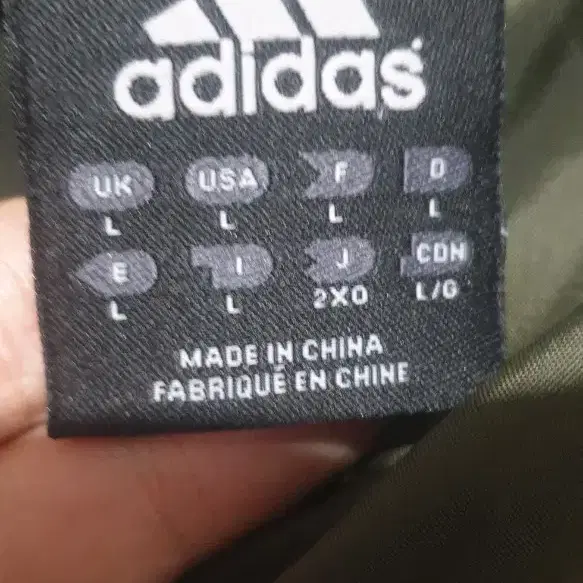 adidas
UK USA F D
L L L L
E I J CDN
L L 2XO L/G
MADE IN CHINA
FABRIQUÉ EN CHINE